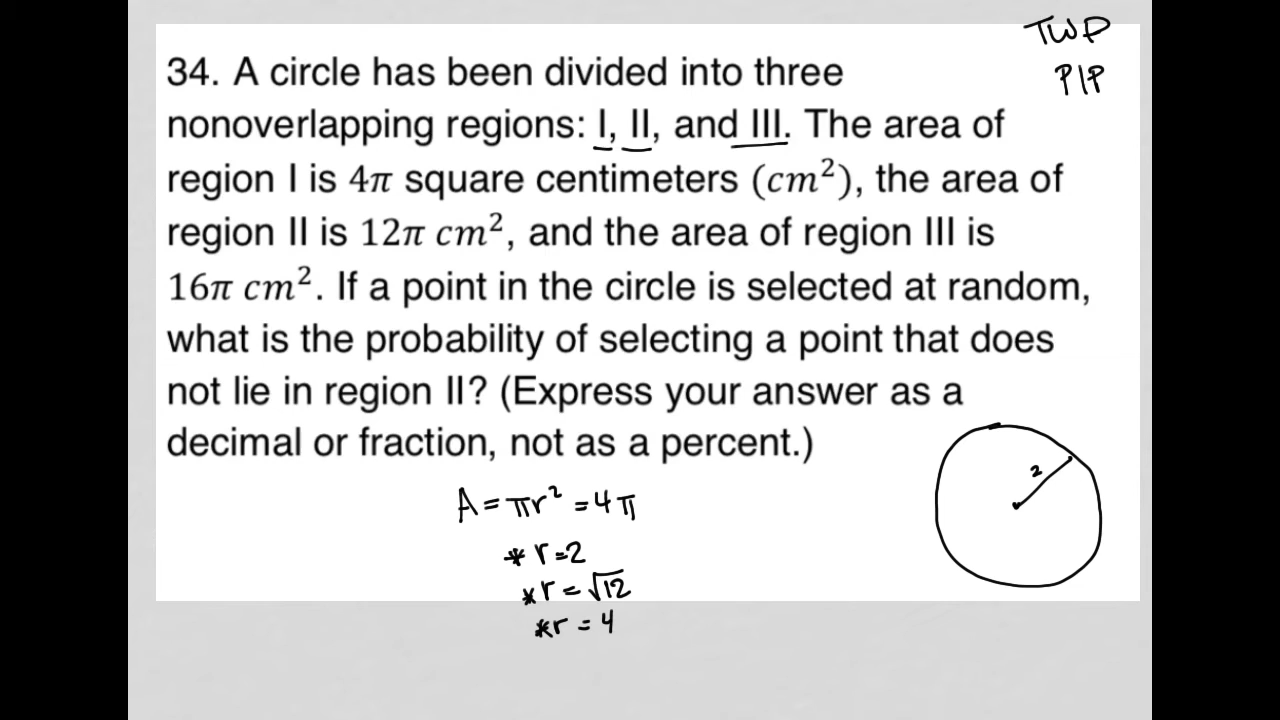 TWP
P|P
34. A circle has been divided into three
nonoverlapping regions: I, II, and III. The area of
region I is 4π square centimeters (cm²), the area of
region II is 12π cm², and the area of region III is
16π cm². If a point in the circle is selected at random,
what is the probability of selecting a point that does
not lie in region II? (Express your answer as a
decimal or fraction, not as a percent.)
A = πr² = 4π
* r = 2
* r = √12
* r = 4
2